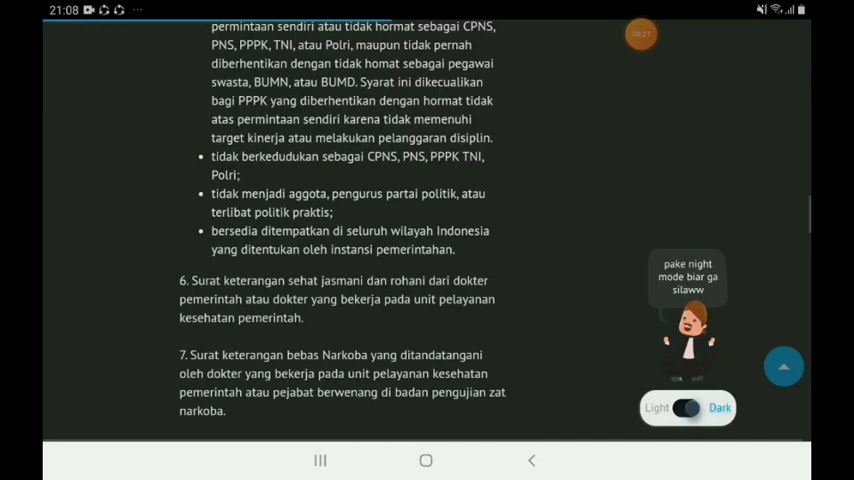 21:08
04:31
permintaan sendiri atau tidak hormat sebagai CPNS,
PNS, PPPK, TNI, atau Polri, maupun tidak pernah
diberhentikan dengan tidak homat sebagai pegawai
swasta, BUMN, atau BUMD. Syarat ini dikecualikan
bagi PPPK yang diberhentikan dengan hormat tidak
atas permintaan sendiri karena tidak memenuhi
target kinerja atau melakukan pelanggaran disiplin.
• tidak berkedudukan sebagai CPNS, PNS, PPPK TNI,
Polri;
• tidak menjadi aggota, pengurus partai politik, atau
terlibat politik praktis;
• bersedia ditempatkan di seluruh wilayah Indonesia
yang ditentukan oleh instansi pemerintahan.
6. Surat keterangan sehat jasmani dan rohani dari dokter
pemerintah atau dokter yang bekerja pada unit pelayanan
kesehatan pemerintah.
7. Surat keterangan bebas Narkoba yang ditandatangani
oleh dokter yang bekerja pada unit pelayanan kesehatan
pemerintah atau pejabat berwenang di badan pengujian zat
narkoba.
pake night
mode biar ga
silaww
Light Dark